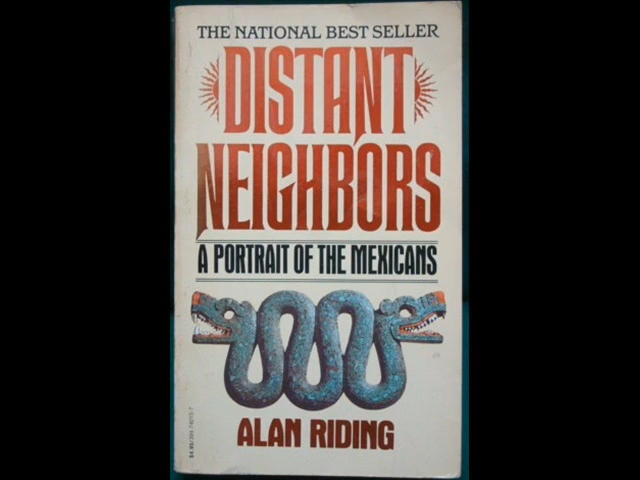 THE NATIONAL BEST SELLER
DISTANT
NEIGHBORS
A PORTRAIT OF THE MEXICANS
ALAN RIDING